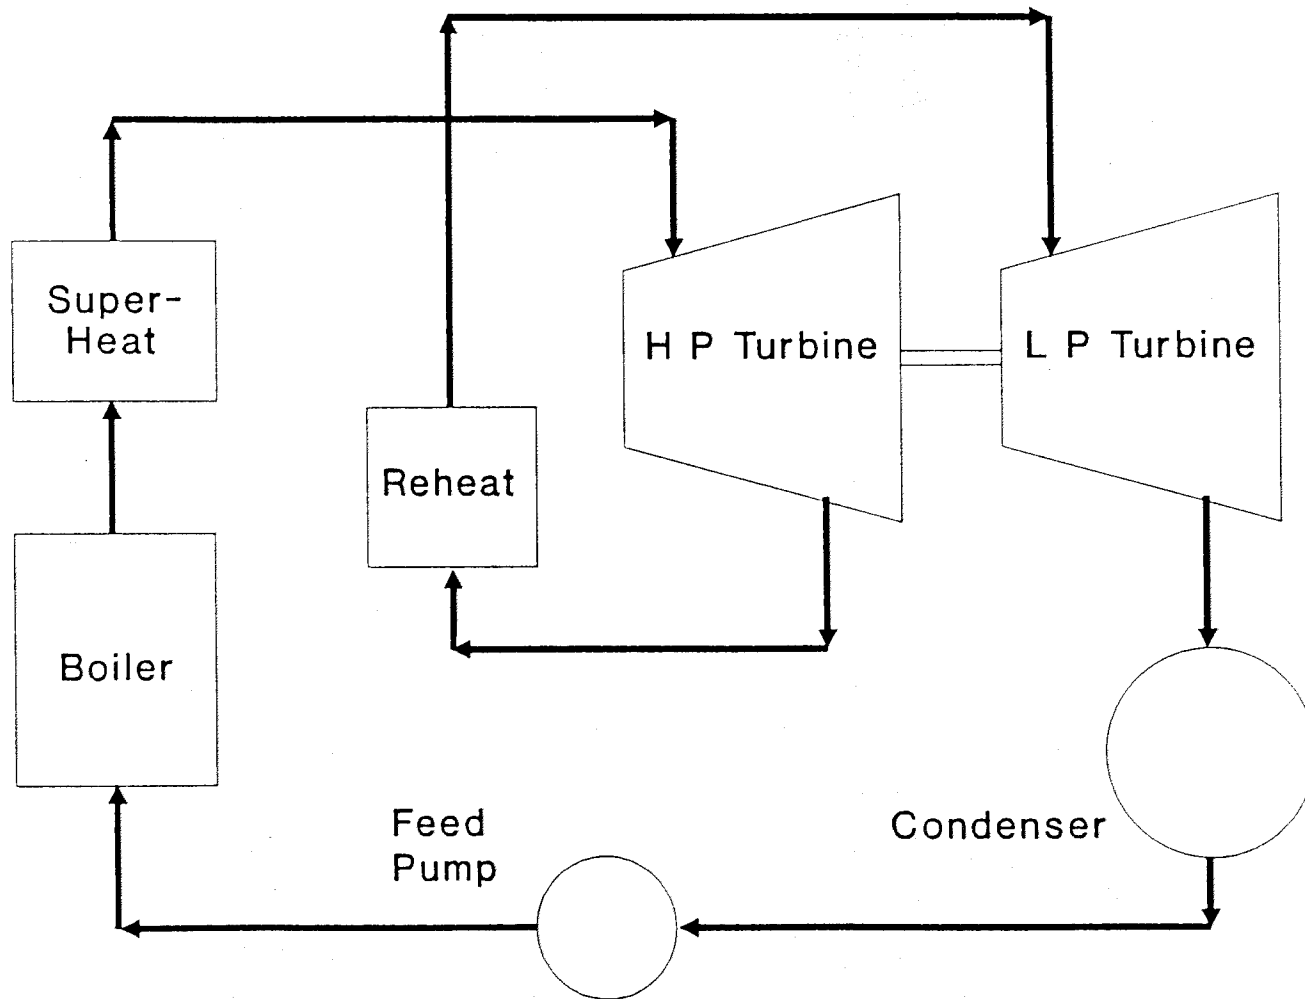 Super-
Heat
H P Turbine
L P Turbine
Reheat
Boiler
Feed
Pump
Condenser